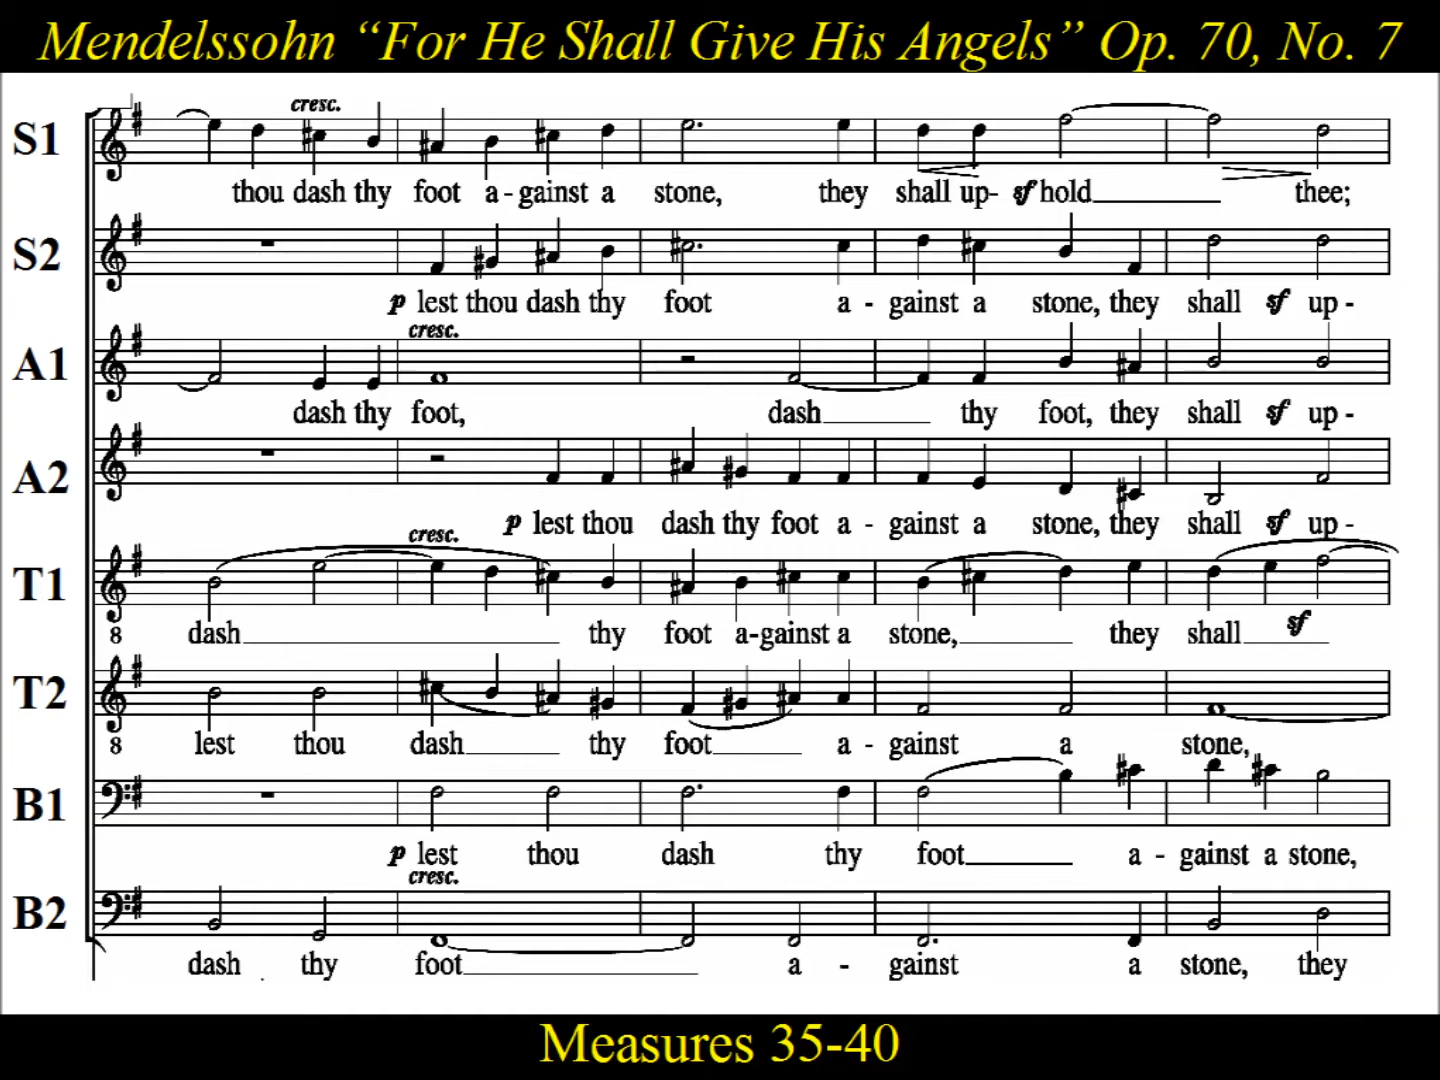 Mendelssohn “For He Shall Give His Angels” Op. 70, No. 7
cresc.
S1
thou dash thy foot a - gainst a stone, they shall up- sf hold thee;
S2
p lest thou dash thy foot a - gainst a stone, they shall sf up -
cresc.
A1
dash thy foot, dash thy foot, they shall sf up -
A2
p lest thou dash thy foot a - gainst a stone, they shall sf up -
cresc.
T1
8 dash thy foot a-gainst a stone, they shall sf
T2
8 lest thou dash thy foot a - gainst a stone,
B1
p lest thou dash thy foot a - gainst a stone,
cresc.
B2
dash thy foot a - gainst a stone, they
Measures 35-40